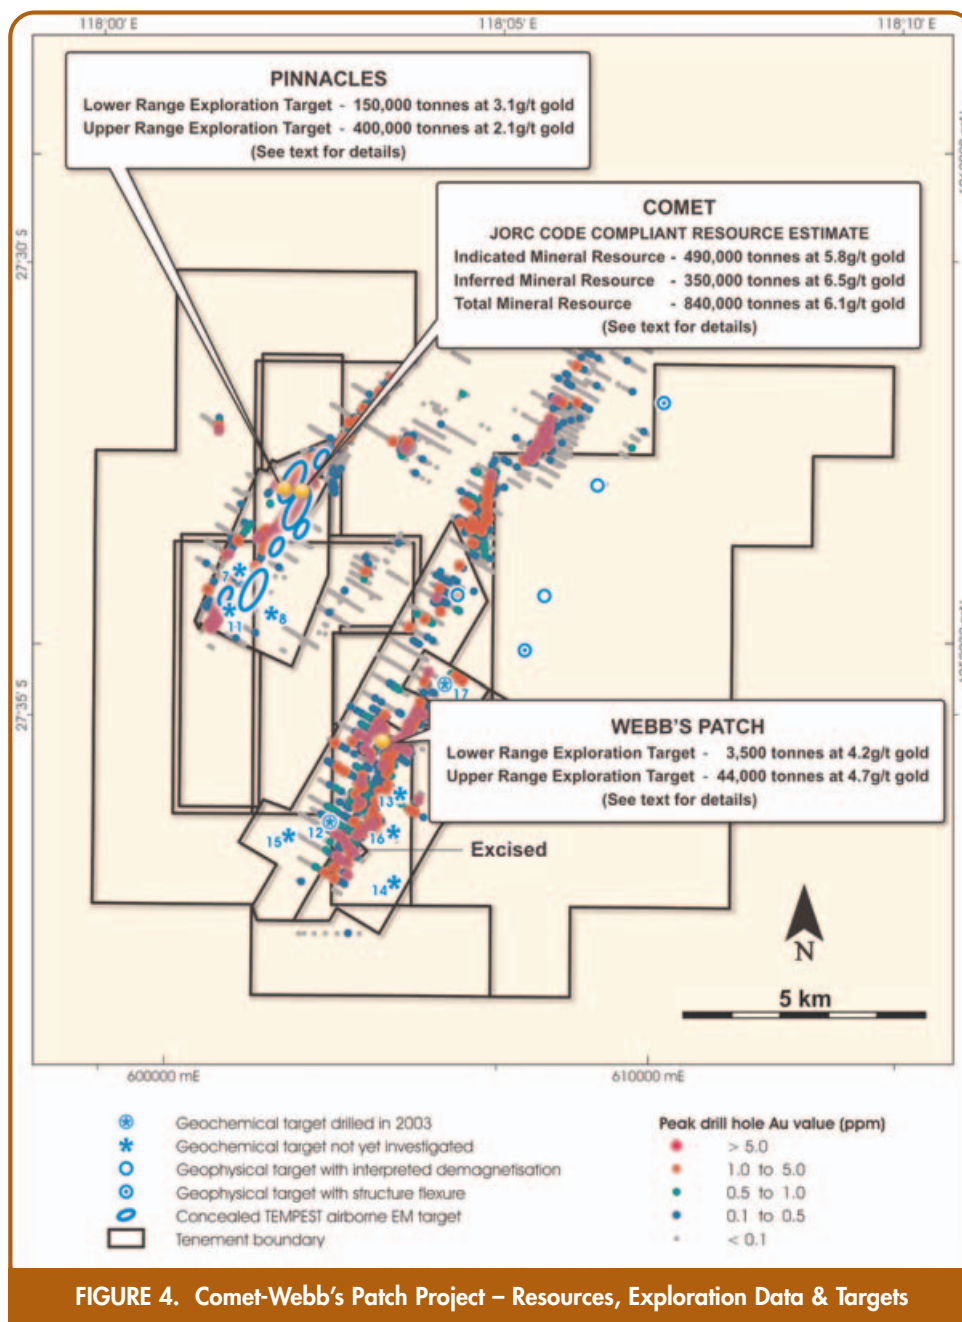 118°00' E
118°05' E
118°10' E
PINNACLES
Lower Range Exploration Target - 150,000 tonnes at 3.1g/t gold
Upper Range Exploration Target - 400,000 tonnes at 2.1g/t gold
(See text for details)
COMET
JORC CODE COMPLIANT RESOURCE ESTIMATE
Indicated Mineral Resource - 490,000 tonnes at 5.8g/t gold
Inferred Mineral Resource - 350,000 tonnes at 6.5g/t gold
Total Mineral Resource - 840,000 tonnes at 6.1g/t gold
(See text for details)
27°30' S
7
11
8
17
27°35' S
WEBB'S PATCH
Lower Range Exploration Target - 3,500 tonnes at 4.2g/t gold
Upper Range Exploration Target - 44,000 tonnes at 4.7g/t gold
(See text for details)
13
12
15
16
Excised
14
N
5 km
600000 mE
610000 mE
Geochemical target drilled in 2003
Geochemical target not yet investigated
Geophysical target with interpreted demagnetisation
Geophysical target with structure flexure
Concealed TEMPEST airborne EM target
Tenement boundary
Peak drill hole Au value (ppm)
> 5.0
1.0 to 5.0
0.5 to 1.0
0.1 to 0.5
< 0.1
FIGURE 4. Comet-Webb's Patch Project – Resources, Exploration Data & Targets